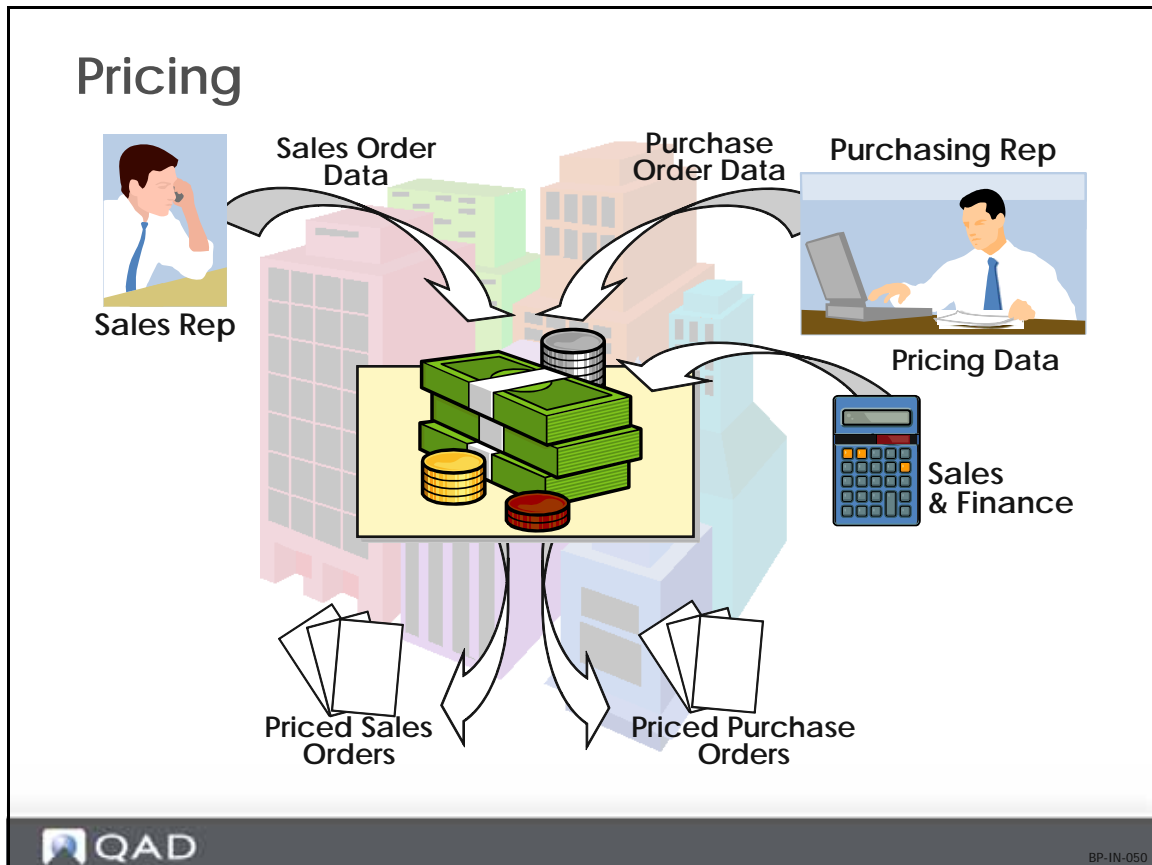 Pricing
Sales Order
Data
Purchase
Order Data
Purchasing Rep
Sales Rep
Pricing Data
Sales
& Finance
Priced Sales
Orders
Priced Purchase
Orders
QAD
BP-IN-050